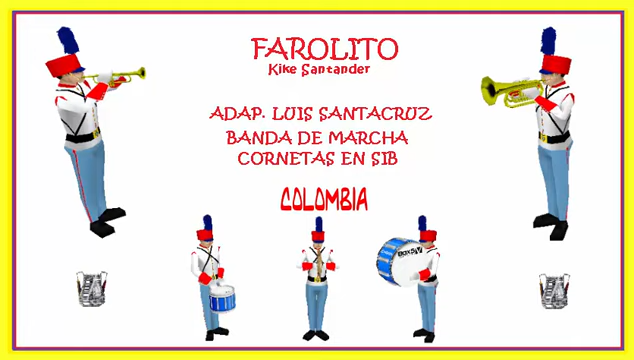 FAROLITO
Kike Santander
ADAP. LUIS SANTACRUZ
BANDA DE MARCHA
CORNETAS EN SIB
COLOMBIA